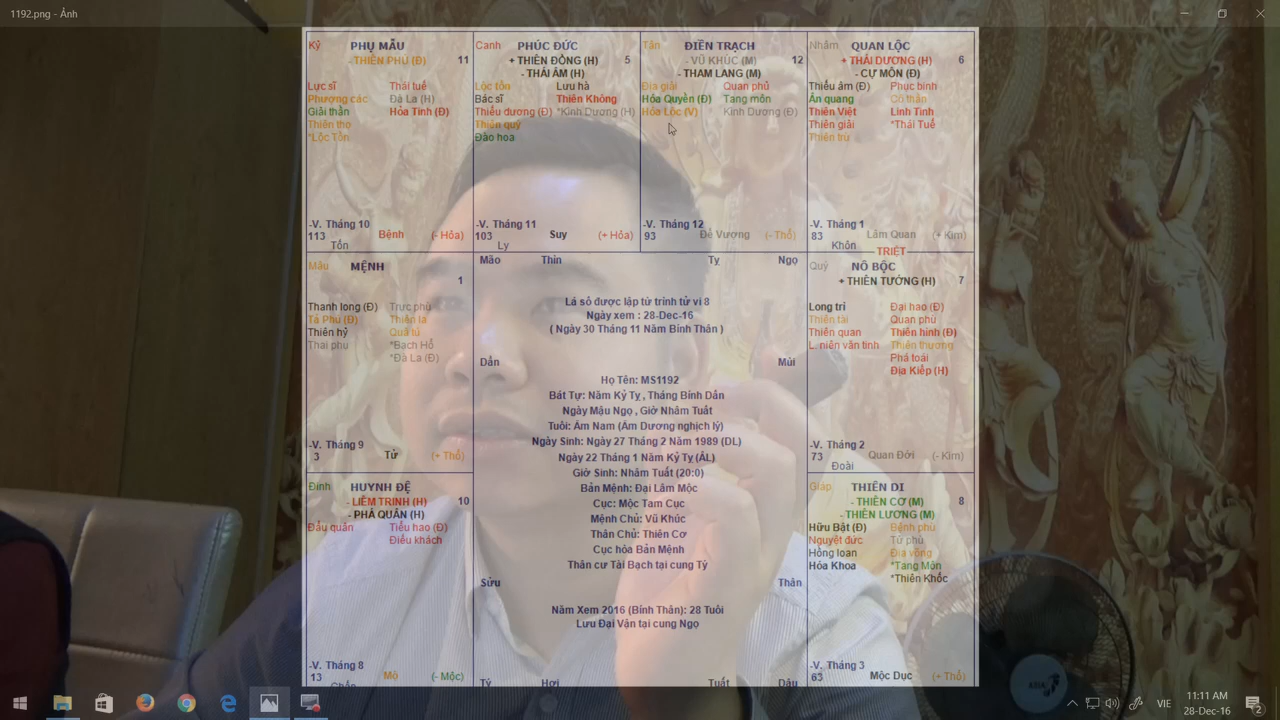 1192.png - Ảnh
Kỷ PHỤ MẪU
- THIÊN PHỦ (Đ) 11
Lực sĩ Thái tuế
Phượng các Đà La (H)
Giải thần Hỏa Tinh (Đ)
Thiên thọ
*Lộc Tồn
-V. Tháng 10
113 Bệnh (- Hỏa)
Tốn
Canh PHÚC ĐỨC
+ THIÊN ĐỒNG (H) 5
- THÁI ÂM (H)
Lộc tồn Lưu hà
Bác sĩ Thiên Không
Thiếu dương (Đ) *Kình Dương (H)
Thiên quý
Đào hoa
-V. Tháng 11
103 Suy (+ Hỏa)
Ly
Tân ĐIỀN TRẠCH
- VŨ KHÚC (M) 12
- THAM LANG (M)
Địa giải Quan phủ
Hóa Quyền (Đ) Tang môn
Hóa Lộc (V) Kình Dương (Đ)
-V. Tháng 12
93 Đế Vượng (- Thổ)
Nhâm QUAN LỘC
+ THÁI DƯƠNG (H) 6
- CỰ MÔN (Đ)
Thiếu âm (Đ) Phục binh
Ân quang Cô thần
Thiên Việt Linh Tinh
Thiên giải *Thái Tuế
Thiên trù
-V. Tháng 1
83 Lâm Quan (+ Kim)
Khôn
TRIỆT
Mậu MỆNH
1
Thanh long (Đ) Trực phù
Tả Phù (Đ) Thiên la
Thiên hỷ Quả tú
Thai phụ *Bạch Hổ
*Đà La (Đ)
-V. Tháng 9
3 Tử (+ Thổ)
Mão Thìn Tỵ Ngọ
Lá số được lập từ trình tử vi 8
Ngày xem : 28-Dec-16
( Ngày 30 Tháng 11 Năm Bính Thân )
Dần Mùi
Họ Tên: MS1192
Bát Tự: Năm Kỷ Tỵ , Tháng Bính Dần
Ngày Mậu Ngọ , Giờ Nhâm Tuất
Tuổi: Âm Nam (Âm Dương nghịch lý)
Ngày Sinh: Ngày 27 Tháng 2 Năm 1989 (DL)
Ngày 22 Tháng 1 Năm Kỷ Tỵ (ÂL)
Giờ Sinh: Nhâm Tuất (20:0)
Bản Mệnh: Đại Lâm Mộc
Cục: Mộc Tam Cục
Mệnh Chủ: Vũ Khúc
Thân Chủ: Thiên Cơ
Cục hòa Bản Mệnh
Thân cư Tài Bạch tại cung Tý
Sửu Thân
Năm Xem 2016 (Bính Thân): 28 Tuổi
Lưu Đại Vận tại cung Ngọ
Tý Hợi Tuất Dậu
Quý NÔ BỘC
+ THIÊN TƯỚNG (H) 7
Long trì Đại hao (Đ)
Thiên tài Quan phù
Thiên quan Thiên hình (Đ)
L. niên văn tinh Thiên thương
Phá toái
Địa Kiếp (H)
-V. Tháng 2
73 Quan Đới (- Kim)
Đoài
Đinh HUYNH ĐỆ
- LIÊM TRINH (H) 10
- PHÁ QUÂN (H)
Đẩu quân Tiểu hao (Đ)
Điếu khách
-V. Tháng 8
13 Mộ (- Mộc)
Chấn
Giáp THIÊN DI
- THIÊN CƠ (M) 8
- THIÊN LƯƠNG (M)
Hữu Bật (Đ) Bệnh phù
Nguyệt đức Tử phù
Hồng loan Địa võng
Hóa Khoa *Tang Môn
*Thiên Khốc
-V. Tháng 3
63 Mộc Dục (+ Thổ)
VIE
11:11 AM
28-Dec-16
2